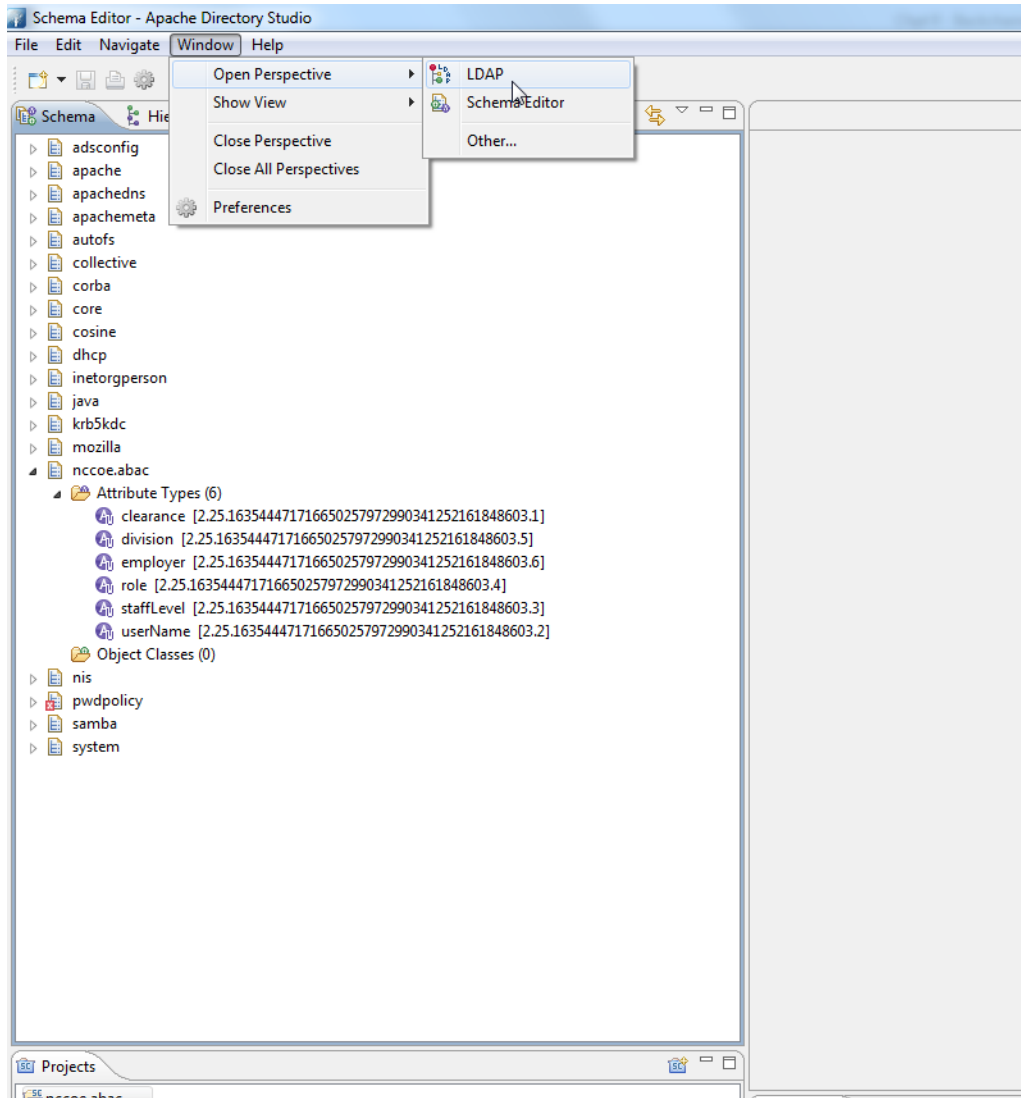 Schema Editor - Apache Directory Studio
File Edit Navigate Window Help
Open Perspective
LDAP
Show View
Schema Editor
Close Perspective
Other...
Close All Perspectives
Preferences
Schema
Hie
adsconfig
apache
apachedns
apachemeta
autofs
collective
corba
core
cosine
dhcp
inetorgperson
java
krb5kdc
mozilla
nccoe.abac
Attribute Types (6)
clearance [2.25.163544471716650257972990341252161848603.1]
division [2.25.163544471716650257972990341252161848603.5]
employer [2.25.163544471716650257972990341252161848603.6]
role [2.25.163544471716650257972990341252161848603.4]
staffLevel [2.25.163544471716650257972990341252161848603.3]
userName [2.25.163544471716650257972990341252161848603.2]
Object Classes (0)
nis
pwdpolicy
samba
system
Projects
nccoe.abac